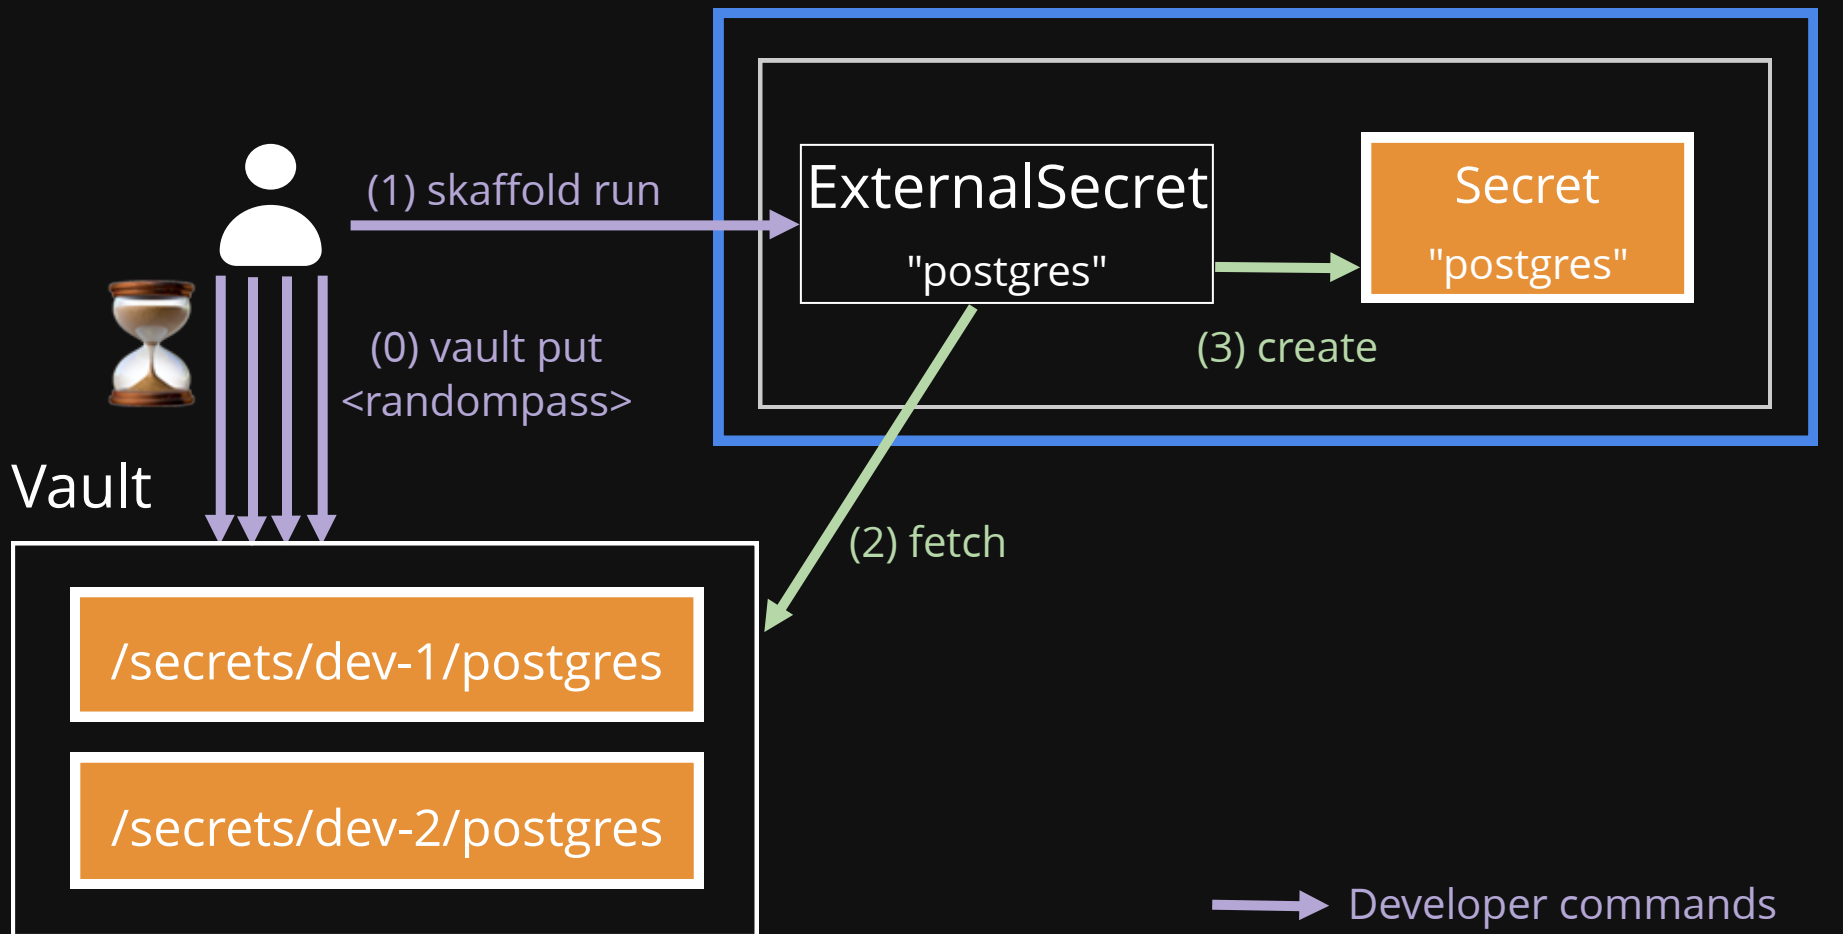 (1) skaffold run
ExternalSecret
"postgres"
Secret
"postgres"
(0) vault put
<randompass>
(3) create
Vault
(2) fetch
/secrets/dev-1/postgres
/secrets/dev-2/postgres
Developer commands